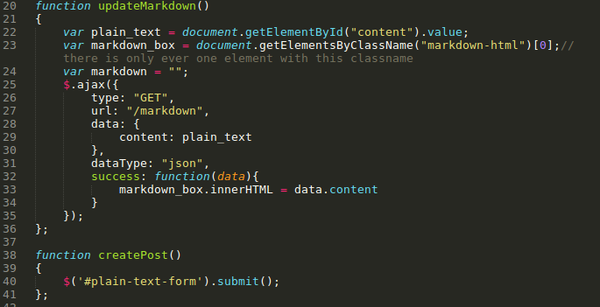 20 function updateMarkdown()
21 {
22     var plain_text = document.getElementById("content").value;
23     var markdown_box = document.getElementsByClassName("markdown-html")[0];//
there is only ever one element with this classname
24     var markdown = "";
25     $.ajax({
26         type: "GET",
27         url: "/markdown",
28         data: {
29             content: plain_text
30         },
31         dataType: "json",
32         success: function(data){
33             markdown_box.innerHTML = data.content
34         }
35     });
36 };
37
38 function createPost()
39 {
40     $('#plain-text-form').submit();
41 };